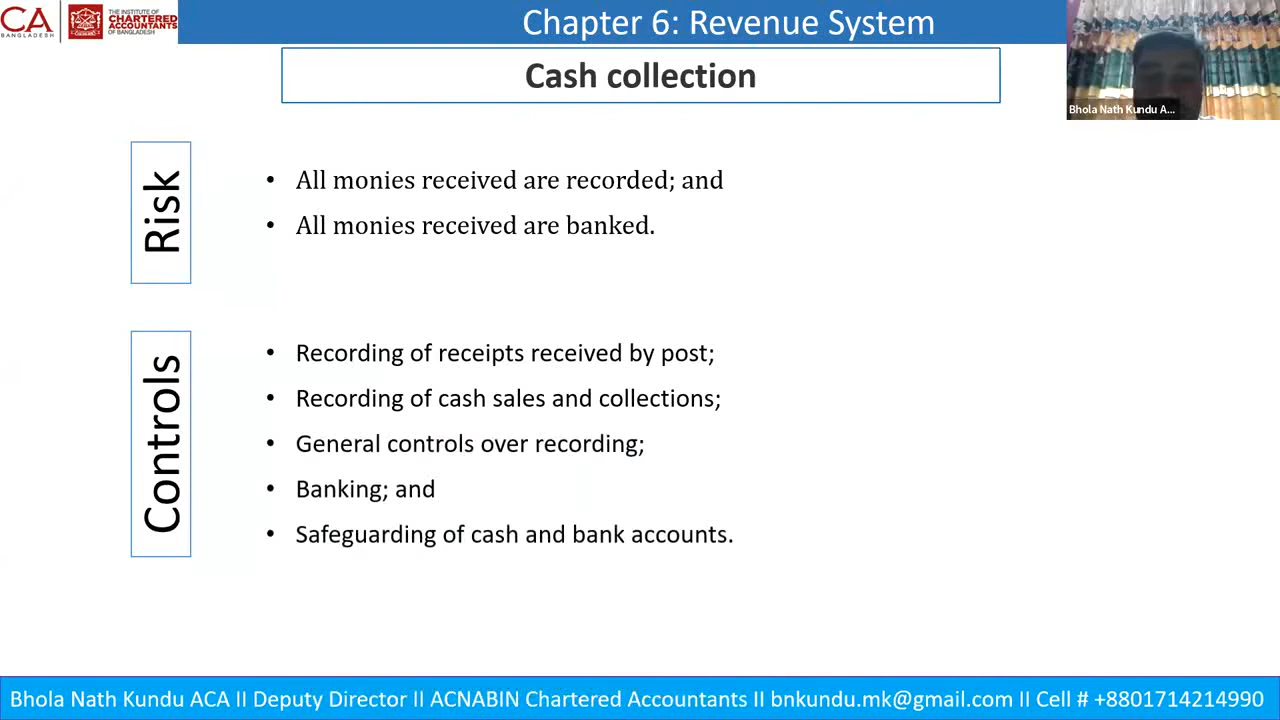 CA
BANGLADESH
THE INSTITUTE OF
CHARTERED
ACCOUNTANTS
OF BANGLADESH
Chapter 6: Revenue System
Cash collection
Bhola Nath Kundu A...
Risk
• All monies received are recorded; and
• All monies received are banked.
Controls
• Recording of receipts received by post;
• Recording of cash sales and collections;
• General controls over recording;
• Banking; and
• Safeguarding of cash and bank accounts.
Bhola Nath Kundu ACA II Deputy Director II ACNABIN Chartered Accountants II bnkundu.mk@gmail.com II Cell # +8801714214990